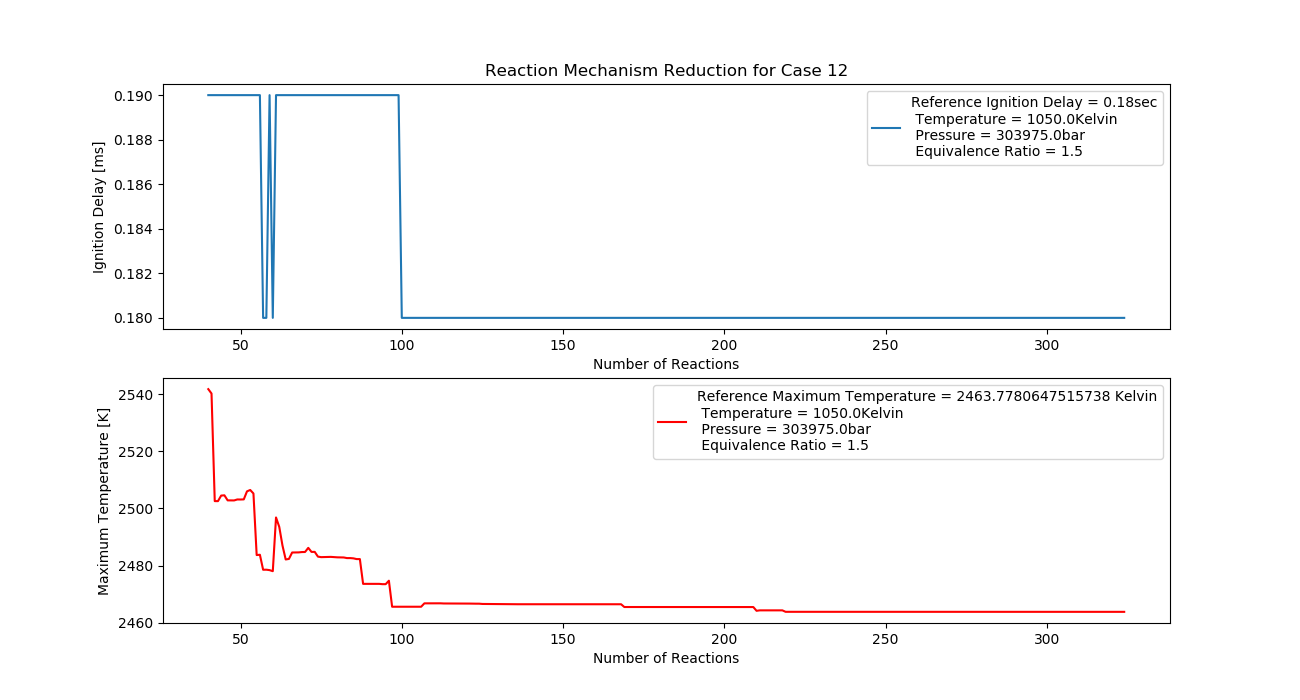 Reaction Mechanism Reduction for Case 12
Ignition Delay [ms]
0.190
0.188
0.186
0.184
0.182
0.180
Reference Ignition Delay = 0.18sec
Temperature = 1050.0Kelvin
Pressure = 303975.0bar
Equivalence Ratio = 1.5
50 100 150 200 250 300
Number of Reactions
Maximum Temperature [K]
2540
2520
2500
2480
2460
Reference Maximum Temperature = 2463.7780647515738 Kelvin
Temperature = 1050.0Kelvin
Pressure = 303975.0bar
Equivalence Ratio = 1.5
50 100 150 200 250 300
Number of Reactions